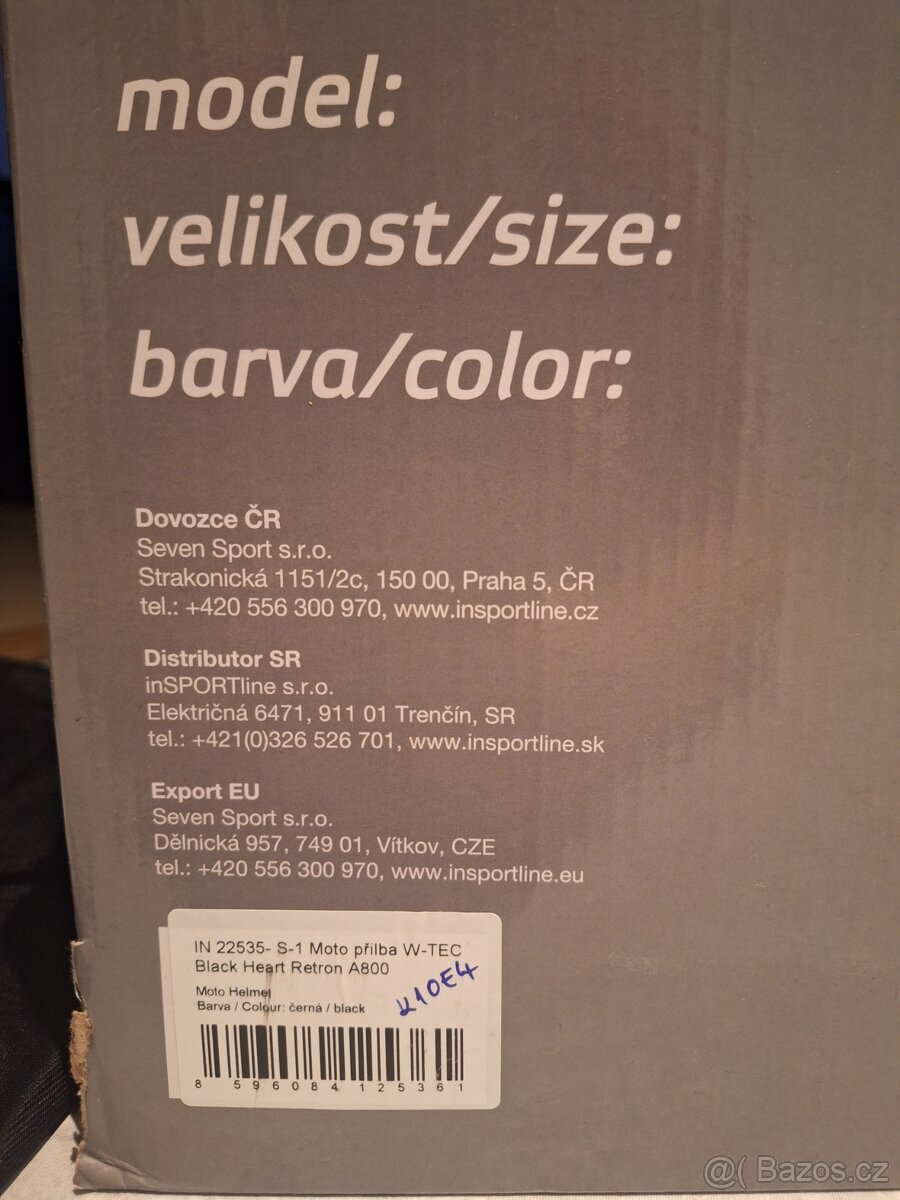 model:
velikost/size:
barva/color:
Dovozce ČR
Seven Sport s.r.o.
Strakonická 1151/2c, 150 00, Praha 5, ČR
tel.: +420 556 300 970, www.insportline.cz
Distributor SR
inSPORTline s.r.o.
Električná 6471, 911 01 Trenčín, SR
tel.: +421(0)326 526 701, www.insportline.sk
Export EU
Seven Sport s.r.o.
Dělnická 957, 749 01, Vítkov, CZE
tel.: +420 556 300 970, www.insportline.eu
IN 22535- S-1 Moto přilba W-TEC
Black Heart Retron A800
Moto Helmet
Barva / Colour: černá / black
K10E4
8 596084 125361
@( Bazos.cz